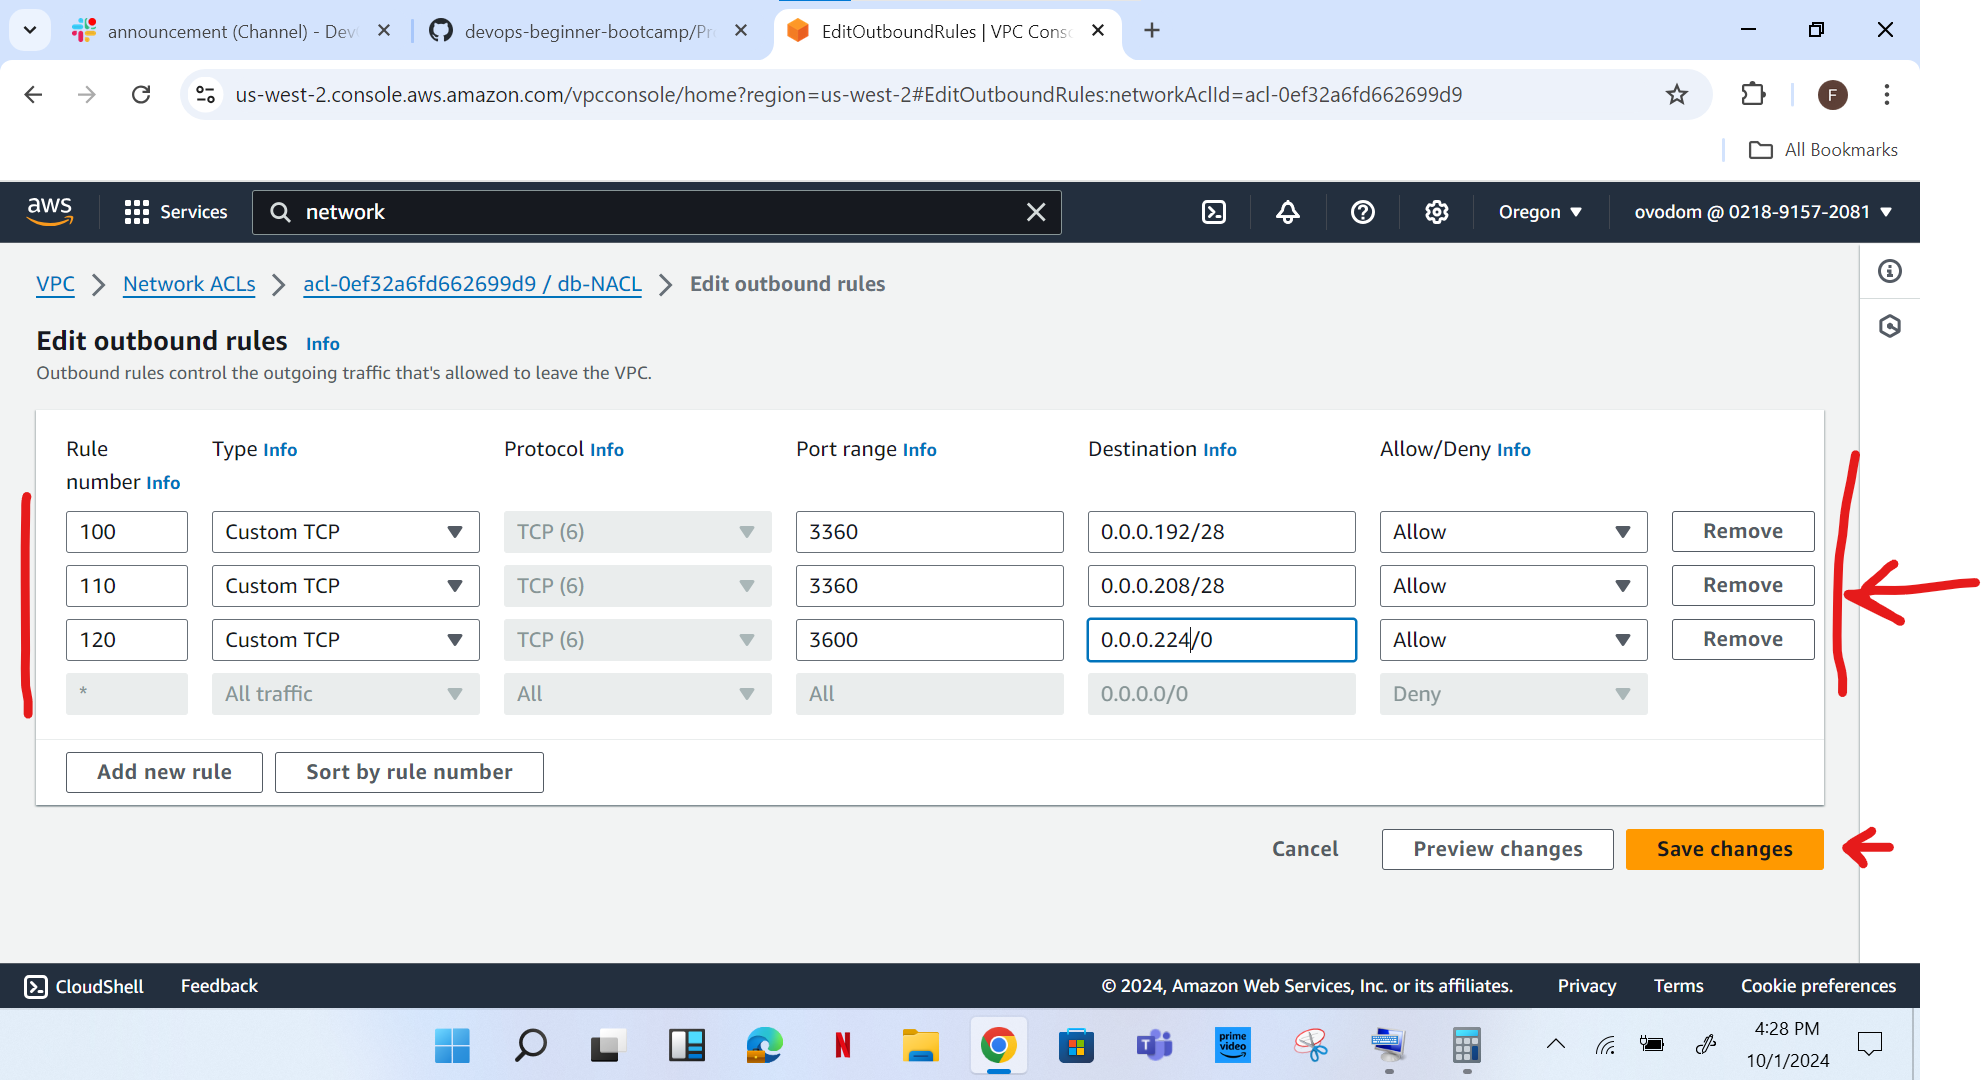 announcement (Channel) - Dev
devops-beginner-bootcamp/Pr
EditOutboundRules | VPC Cons
us-west-2.console.aws.amazon.com/vpcconsole/home?region=us-west-2#EditOutboundRules:networkAclId=acl-0ef32a6fd662699d9
F
All Bookmarks
aws
Services
network
Oregon
ovodom @ 0218-9157-2081
VPC > Network ACLs > acl-0ef32a6fd662699d9 / db-NACL > Edit outbound rules
Edit outbound rules Info
Outbound rules control the outgoing traffic that's allowed to leave the VPC.
Rule number Info Type Info Protocol Info Port range Info Destination Info Allow/Deny Info
100 Custom TCP TCP (6) 3360 0.0.0.192/28 Allow Remove
110 Custom TCP TCP (6) 3360 0.0.0.208/28 Allow Remove
120 Custom TCP TCP (6) 3600 0.0.0.224/0 Allow Remove
* All traffic All All 0.0.0.0/0 Deny
Add new rule Sort by rule number
Cancel Preview changes Save changes
CloudShell Feedback © 2024, Amazon Web Services, Inc. or its affiliates. Privacy Terms Cookie preferences
N
prime video
4:28 PM
10/1/2024